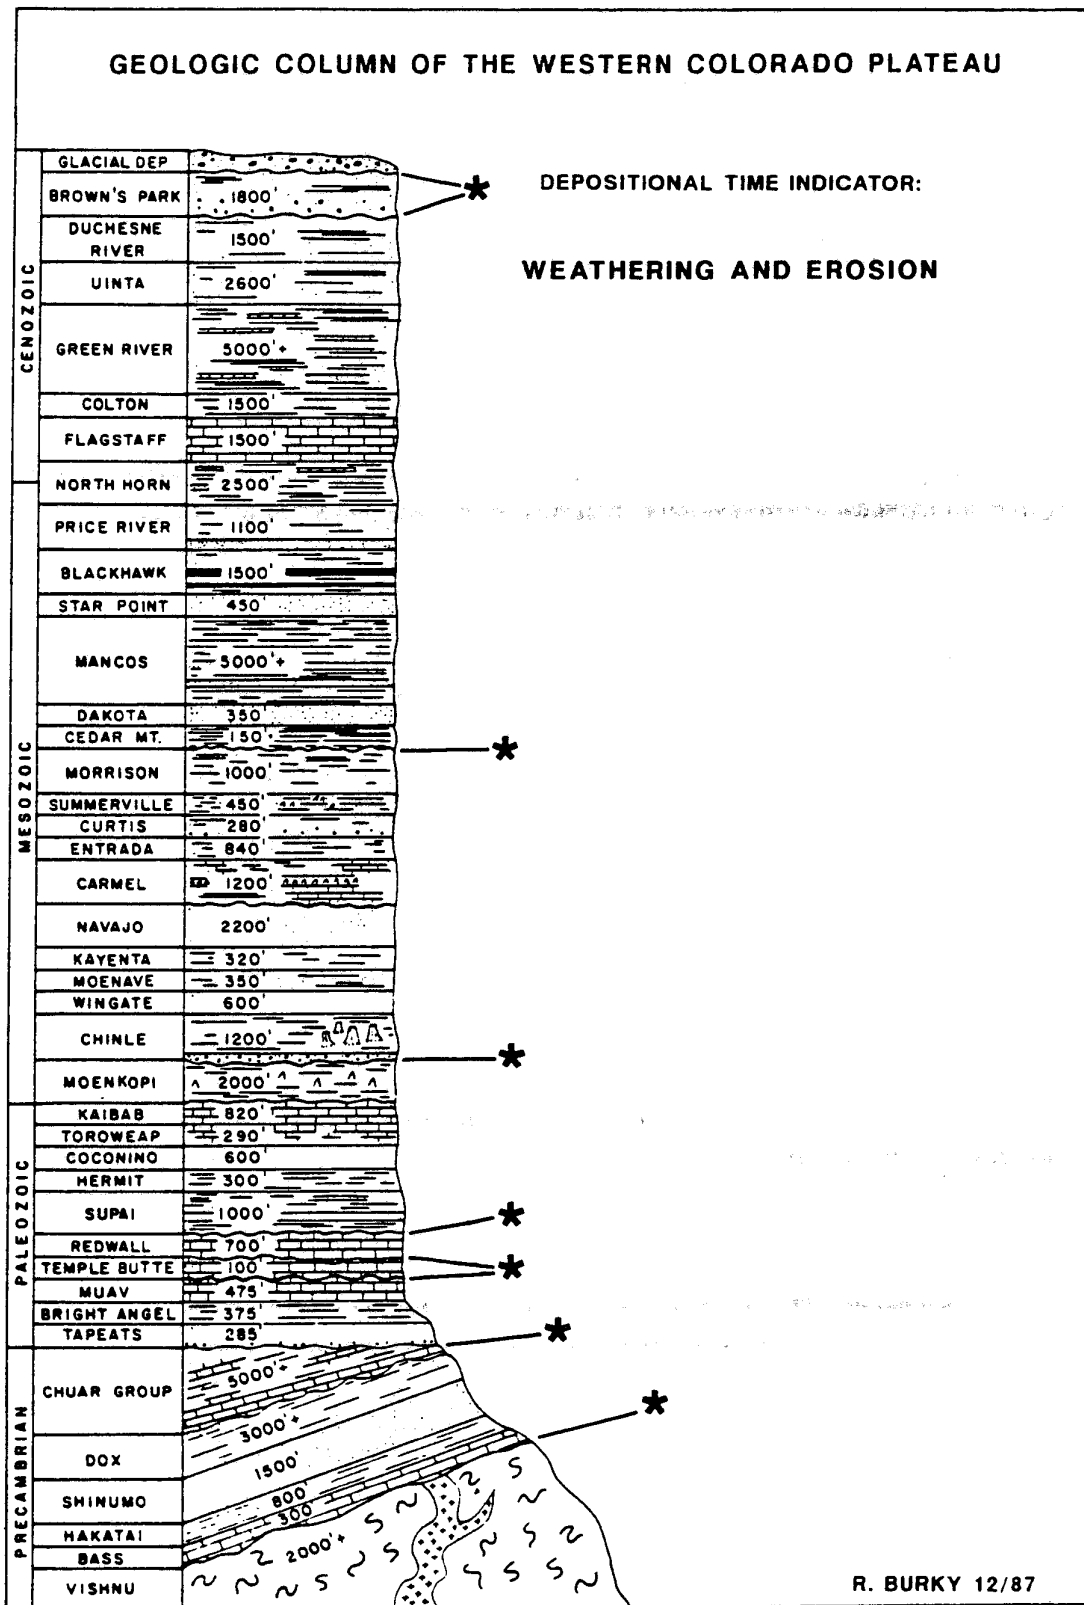 GEOLOGIC COLUMN OF THE WESTERN COLORADO PLATEAU
DEPOSITIONAL TIME INDICATOR:
WEATHERING AND EROSION
CENOZOIC
GLACIAL DEP
BROWN'S PARK 1800'
DUCHESNE
RIVER 1500'
UINTA 2600'
GREEN RIVER 5000'+
COLTON 1500'
FLAGSTAFF 1500'
NORTH HORN 2500'
MESOZOIC
PRICE RIVER 1100'
BLACKHAWK 1500'
STAR POINT 450'
MANCOS 5000'+
DAKOTA 350'
CEDAR MT. 150'
MORRISON 1000'
SUMMERVILLE 450'
CURTIS 280'
ENTRADA 840'
CARMEL 1200'
NAVAJO 2200'
KAYENTA 320'
MOENAVE 350'
WINGATE 600'
CHINLE 1200'
MOENKOPI 2000'
PALEOZOIC
KAIBAB 820'
TOROWEAP 290'
COCONINO 600'
HERMIT 300'
SUPAI 1000'
REDWALL 700'
TEMPLE BUTTE 100'
MUAV 475'
BRIGHT ANGEL 375'
TAPEATS 285'
PRECAMBRIAN
CHUAR GROUP 5000'+
DOX 3000'+
SHINUMO 1500'
HAKATAI 800'
BASS 300'
VISHNU 2000'+
R. BURKY 12/87